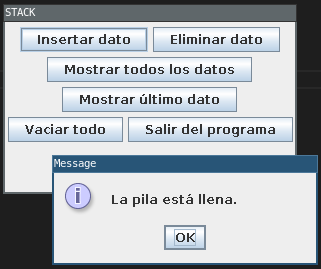 STACK
Insertar dato Eliminar dato
Mostrar todos los datos
Mostrar último dato
Vaciar todo Salir del programa
Message
La pila está llena.
OK